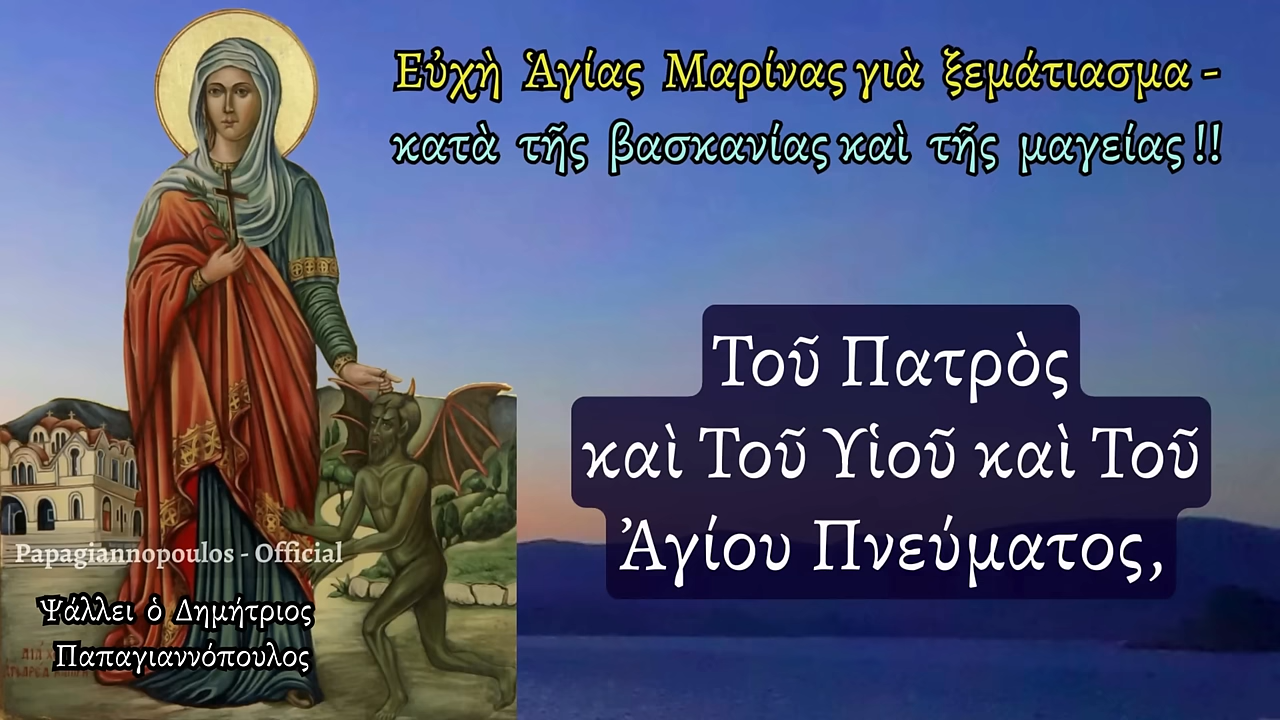 Εὐχὴ Ἁγίας Μαρίνας γιὰ ξεμάτιασμα -
κατὰ τῆς βασκανίας καὶ τῆς μαγείας !!
Τοῦ Πατρὸς
καὶ Τοῦ Υἱοῦ καὶ Τοῦ
Ἁγίου Πνεύματος,
Papagiannopoulos - Official
Ψάλλει ὁ Δημήτριος
Παπαγιαννόπουλος